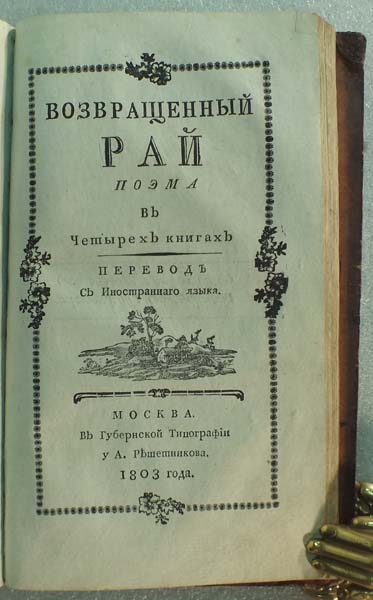 ВОЗВРАЩЕННЫЙ
РАЙ
ПОЭМА
ВЪ
Четырехъ книгахъ
ПЕРЕВОДЪ
Съ Иностраннаго языка.
МОСКВА.
Въ Губернской Типографіи
у А. Рѣшетникова.
1803 года.